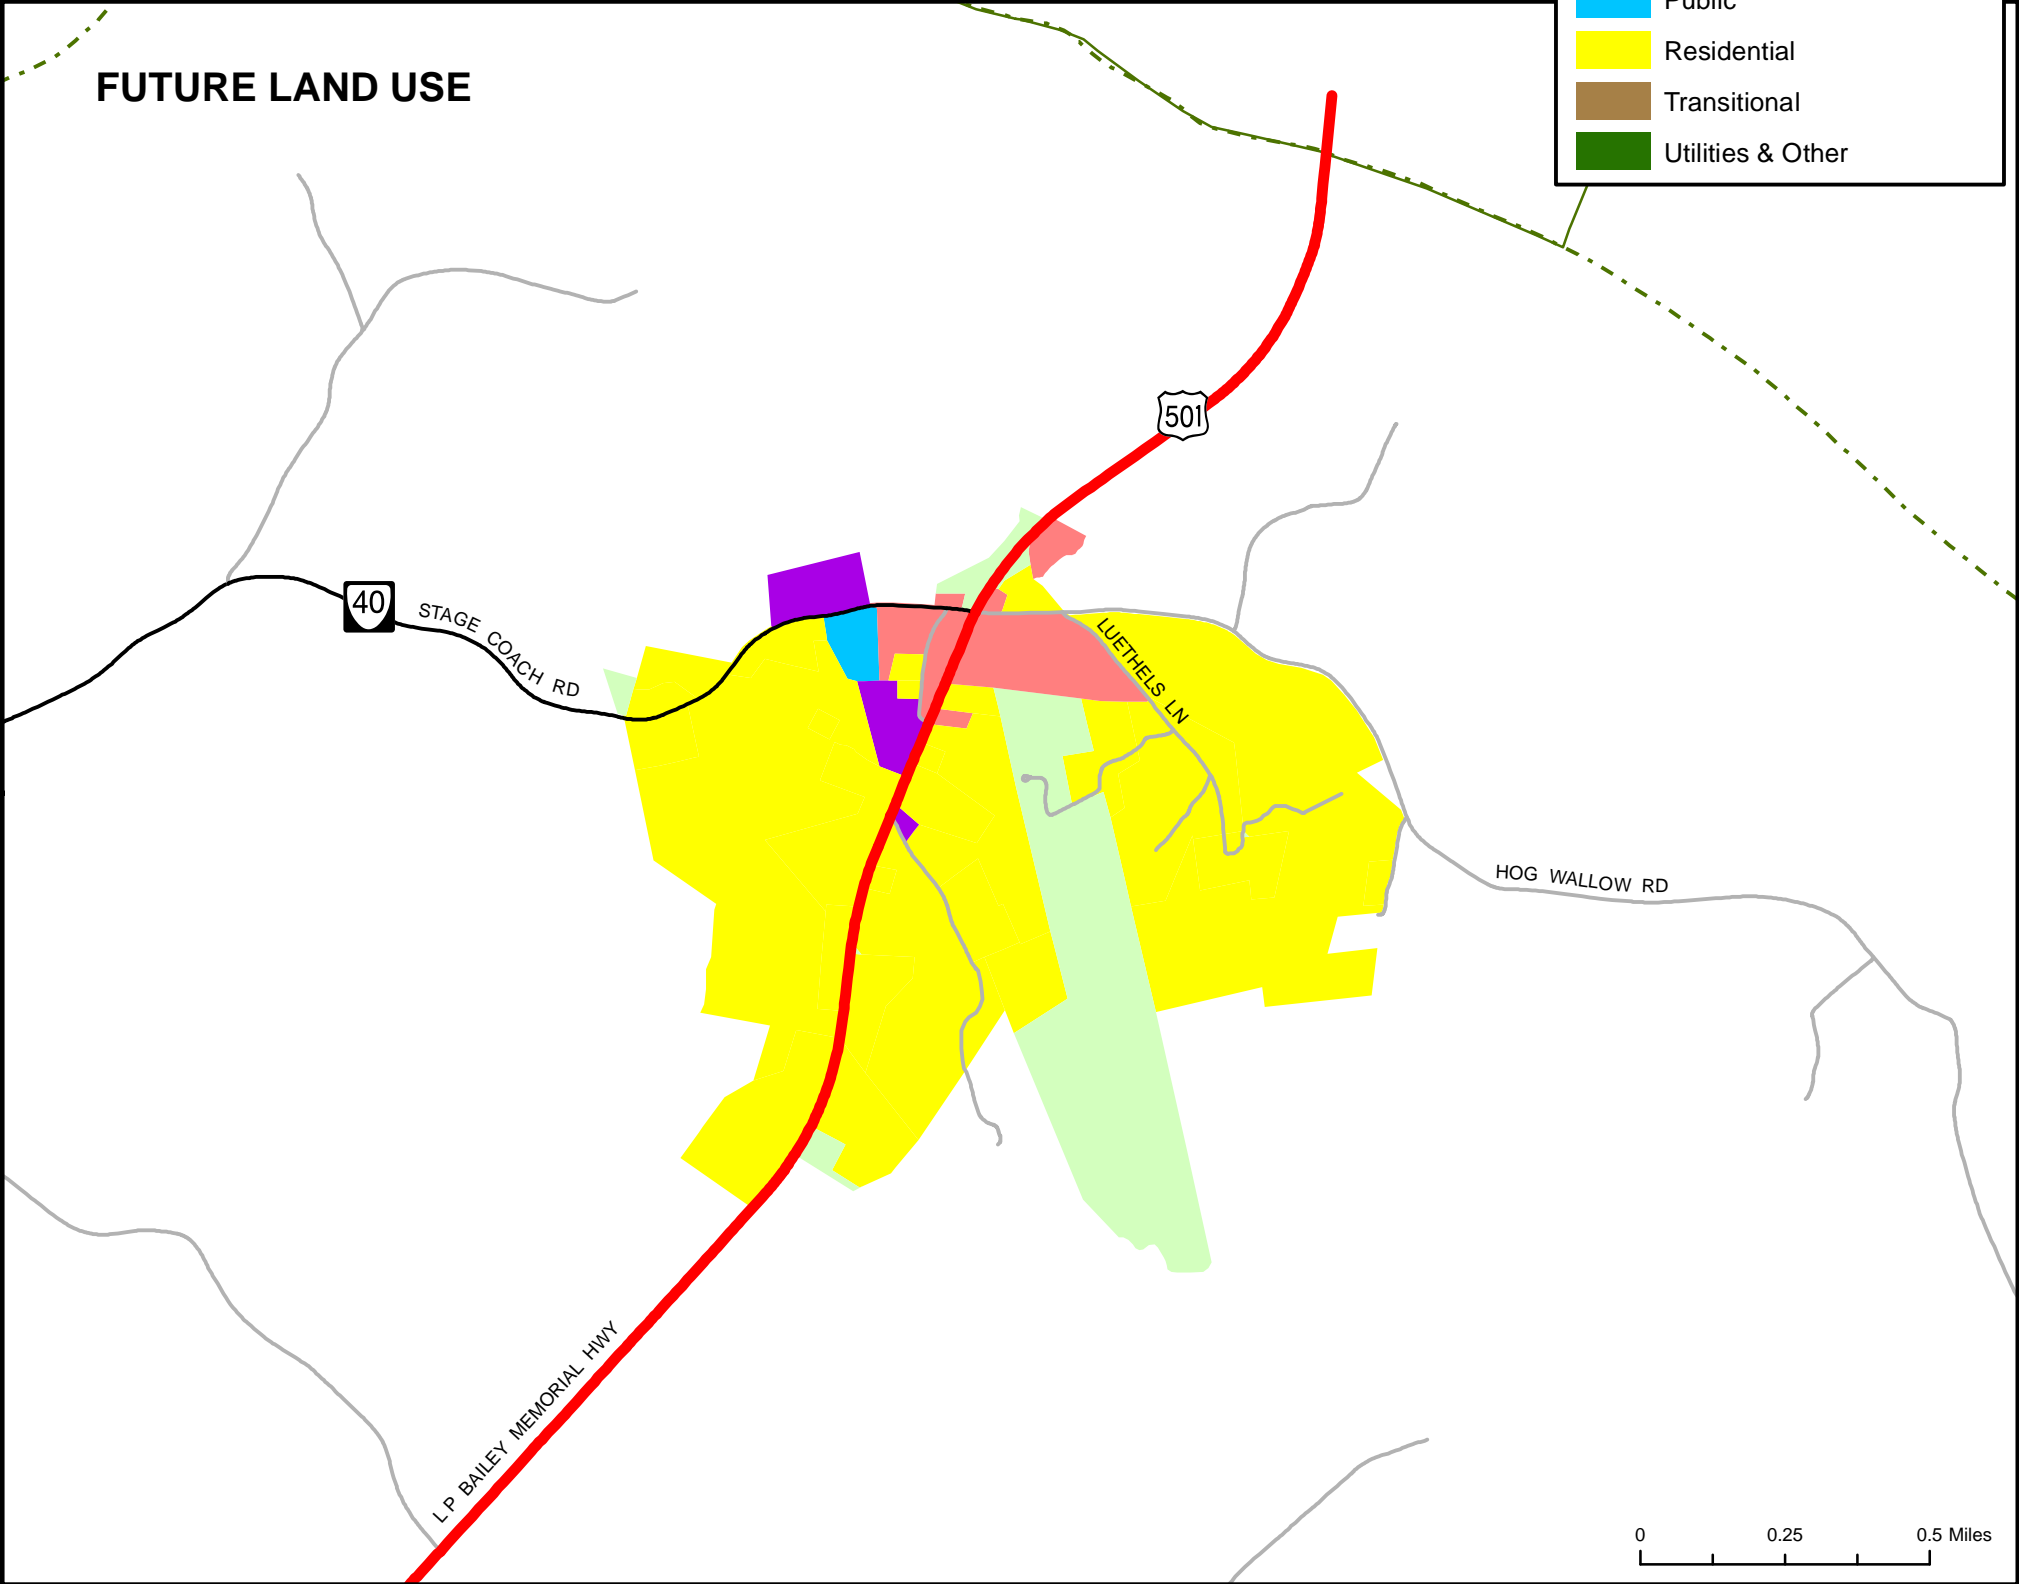 Public
Residential
Transitional
Utilities & Other
FUTURE LAND USE
501
40
STAGE COACH RD
LUETHELS LN
HOG WALLOW RD
L P BAILEY MEMORIAL HWY
0 0.25 0.5 Miles